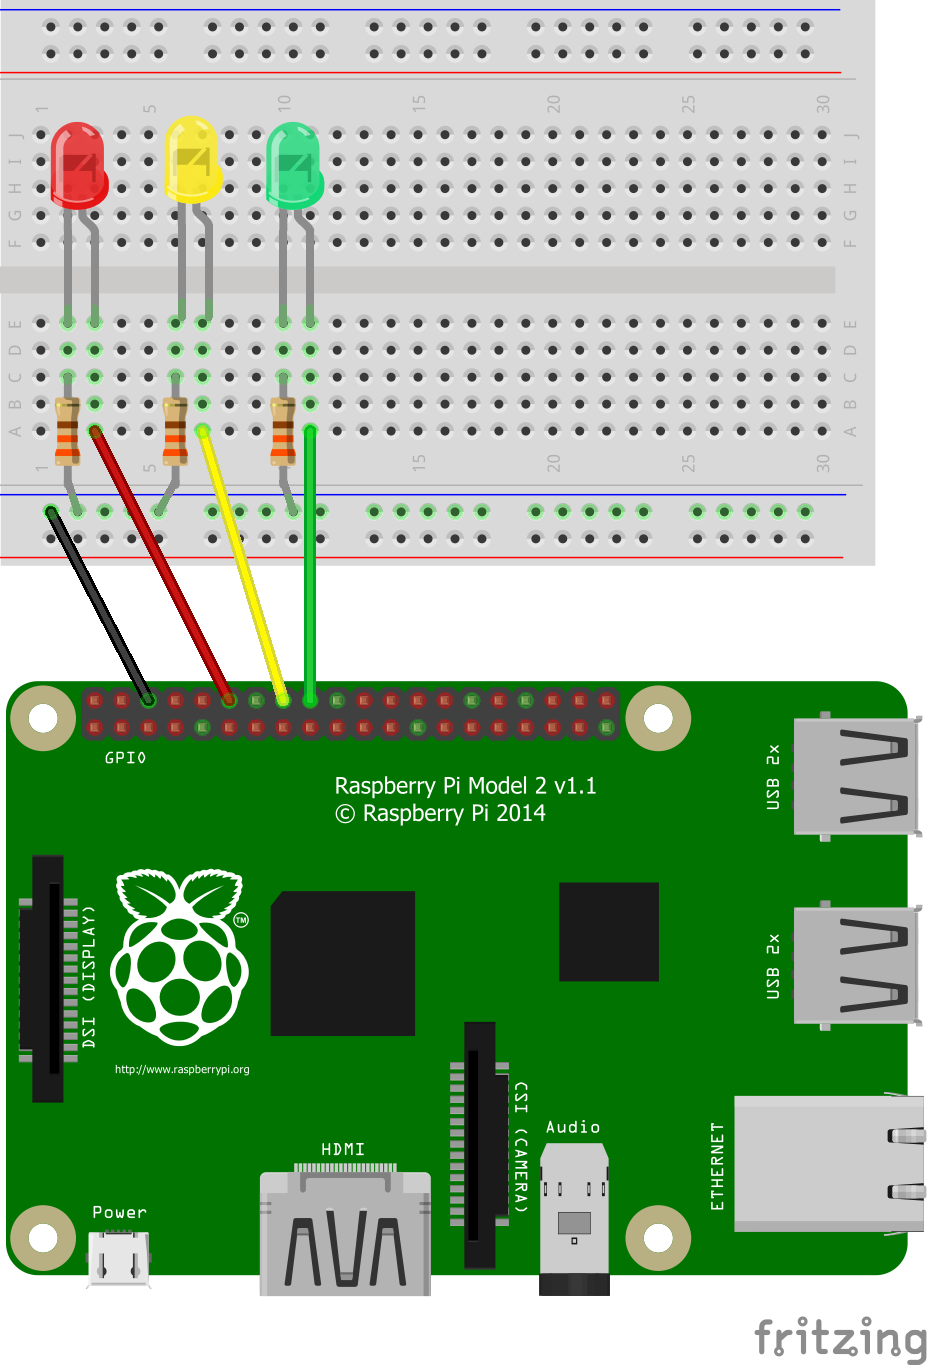 1 5 10 15 20 25 30
J J
I I
H H
G G
F F
E E
D D
C C
B B
A A
1 5 10 15 20 25 30
GPIO
Raspberry Pi Model 2 v1.1
© Raspberry Pi 2014
USB 2x
USB 2x
DSI (DISPLAY)
TM
http://www.raspberrypi.org
CSI (CAMERA)
Audio
ETHERNET
HDMI
Power
fritzing